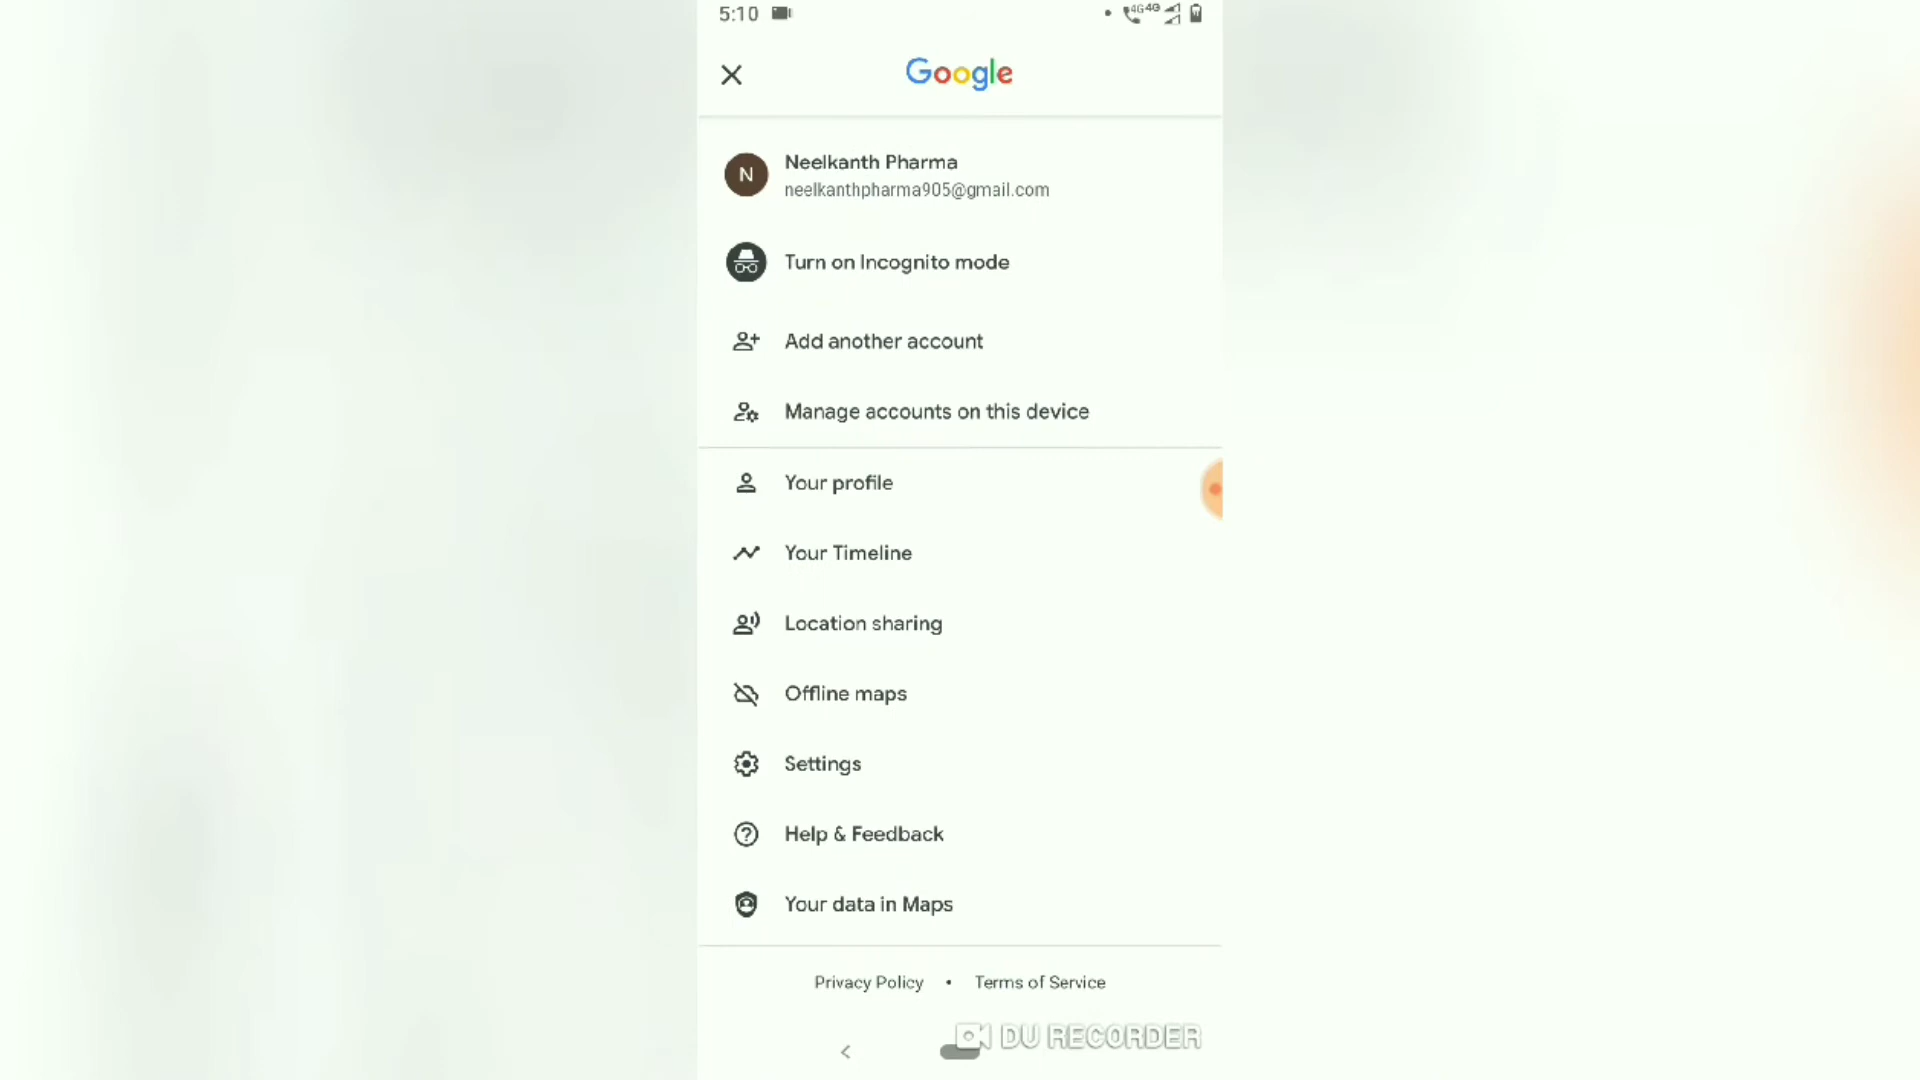 5:10
4G 4G
Google
N
Neelkanth Pharma
neelkanthpharma905@gmail.com
Turn on Incognito mode
Add another account
Manage accounts on this device
Your profile
Your Timeline
Location sharing
Offline maps
Settings
Help & Feedback
Your data in Maps
Privacy Policy • Terms of Service
DU RECORDER